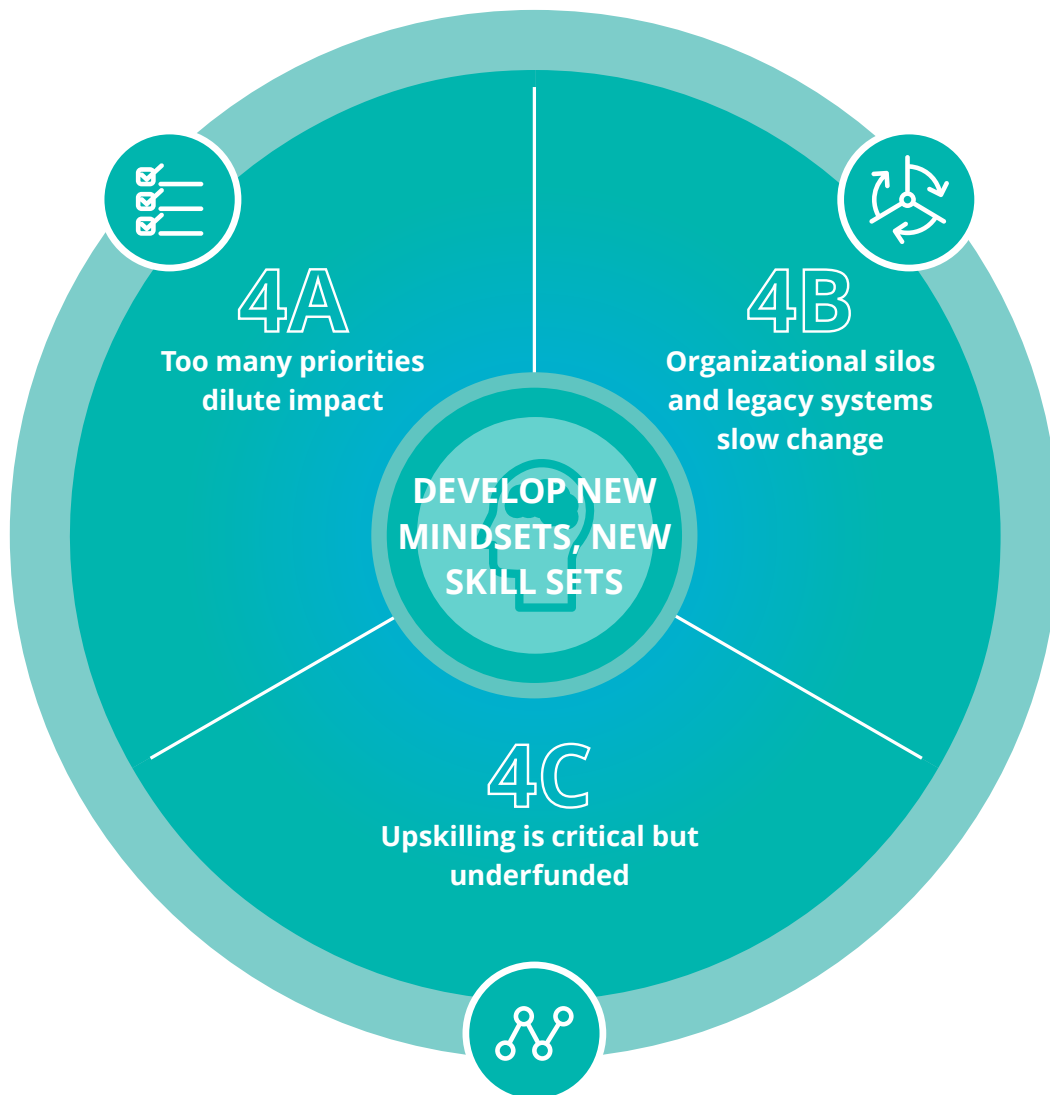 4A
Too many priorities
dilute impact
4B
Organizational silos
and legacy systems
slow change
DEVELOP NEW
MINDSETS, NEW
SKILL SETS
4C
Upskilling is critical but
underfunded